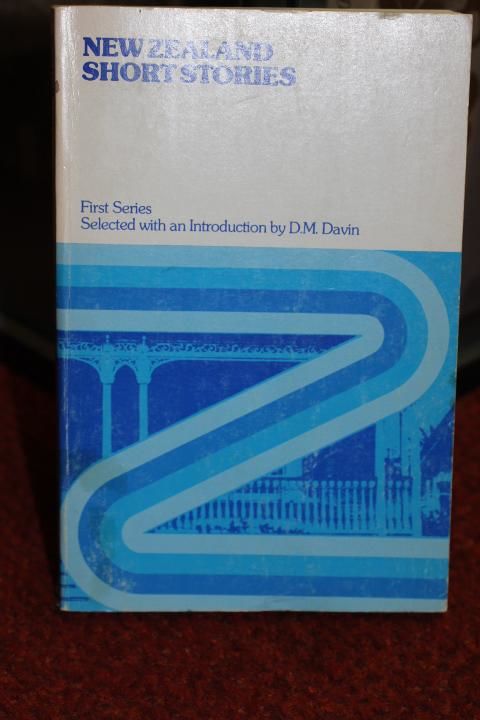 NEW ZEALAND
SHORT STORIES
First Series
Selected with an Introduction by D.M. Davin